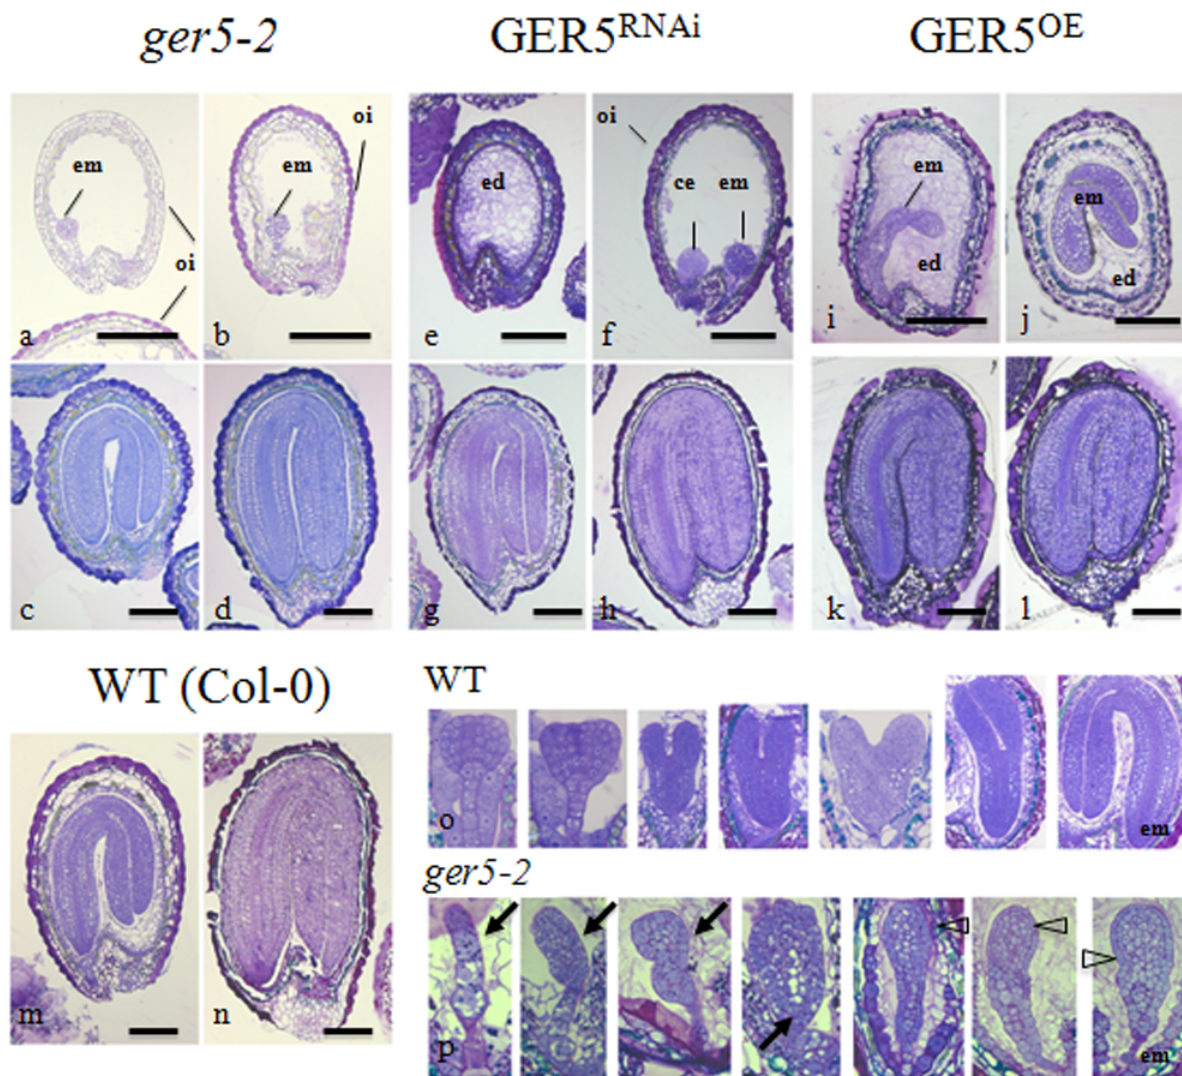 ger5-2 GER5RNAi GER5OE
em em oi oi
a b
oi ed ce em
e f
em ed em ed
i j
c d g h k l
WT (Col-0)
m n
WT
o em
ger5-2
p em